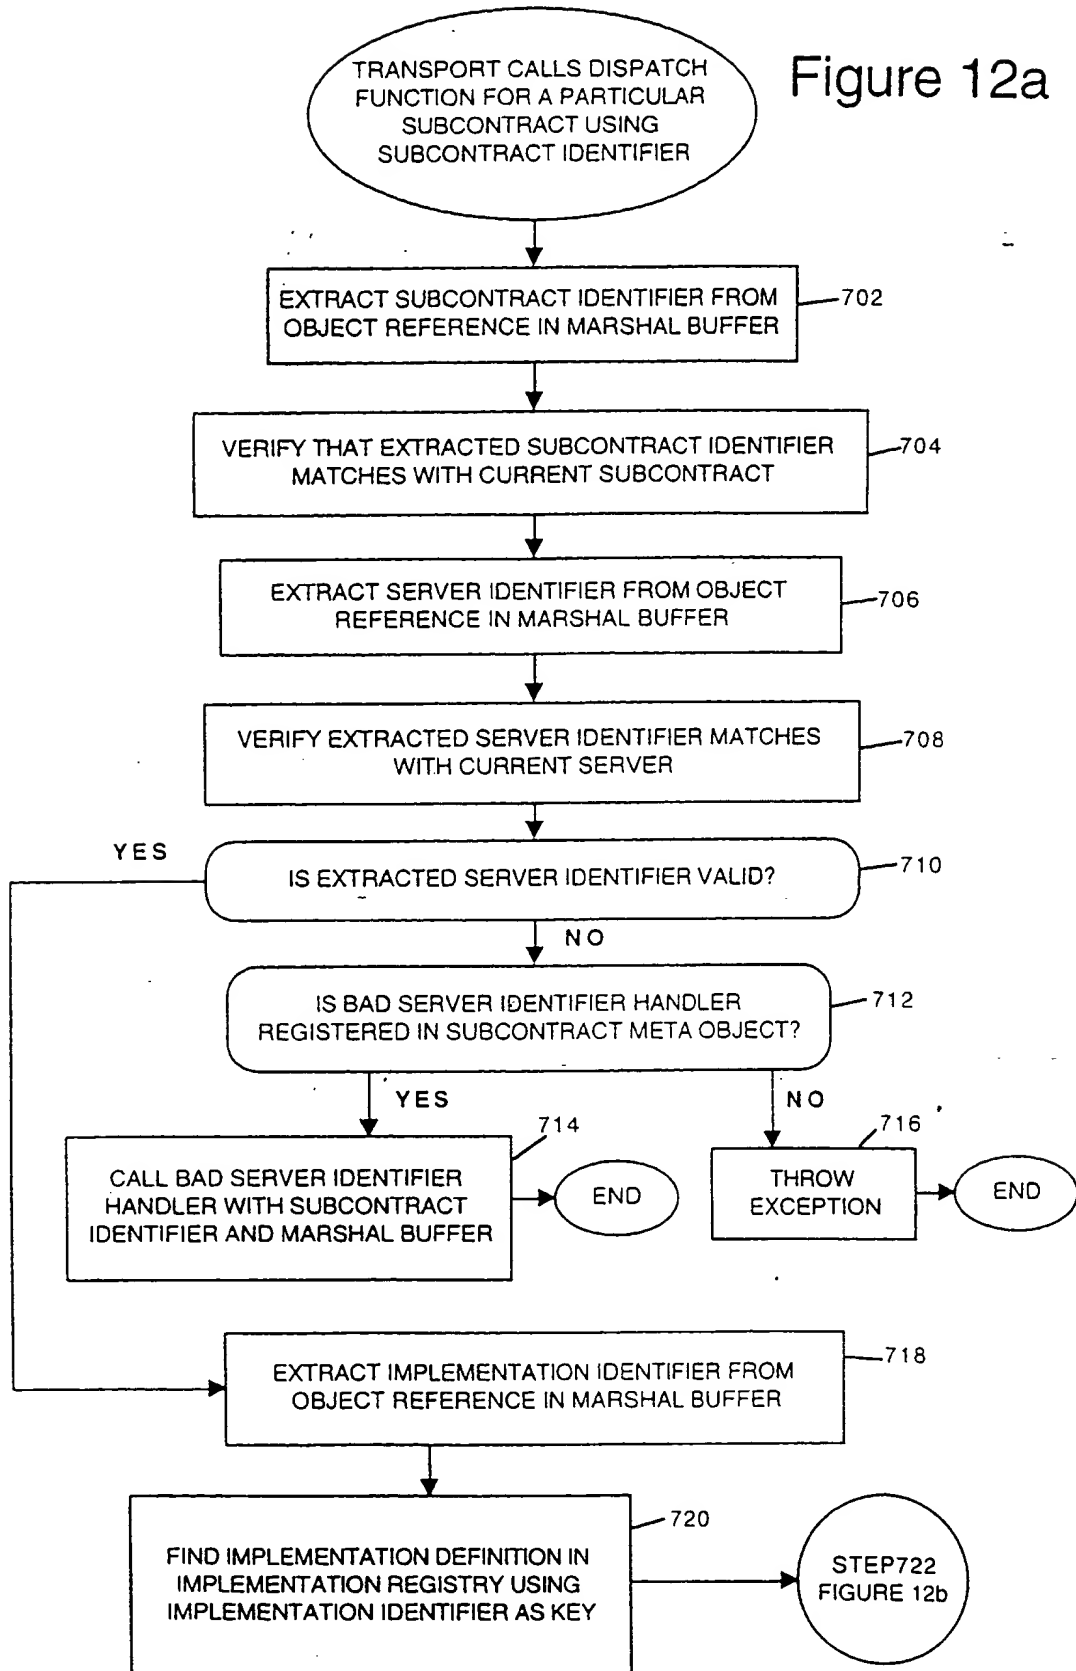 Figure 12a
TRANSPORT CALLS DISPATCH
FUNCTION FOR A PARTICULAR
SUBCONTRACT USING
SUBCONTRACT IDENTIFIER
EXTRACT SUBCONTRACT IDENTIFIER FROM
OBJECT REFERENCE IN MARSHAL BUFFER
702
VERIFY THAT EXTRACTED SUBCONTRACT IDENTIFIER
MATCHES WITH CURRENT SUBCONTRACT
704
EXTRACT SERVER IDENTIFIER FROM OBJECT
REFERENCE IN MARSHAL BUFFER
706
VERIFY EXTRACTED SERVER IDENTIFIER MATCHES
WITH CURRENT SERVER
708
YES
IS EXTRACTED SERVER IDENTIFIER VALID?
710
NO
IS BAD SERVER IDENTIFIER HANDLER
REGISTERED IN SUBCONTRACT META OBJECT?
712
YES
NO
714
CALL BAD SERVER IDENTIFIER
HANDLER WITH SUBCONTRACT
IDENTIFIER AND MARSHAL BUFFER
END
716
THROW
EXCEPTION
END
EXTRACT IMPLEMENTATION IDENTIFIER FROM
OBJECT REFERENCE IN MARSHAL BUFFER
718
FIND IMPLEMENTATION DEFINITION IN
IMPLEMENTATION REGISTRY USING
IMPLEMENTATION IDENTIFIER AS KEY
720
STEP722
FIGURE 12b